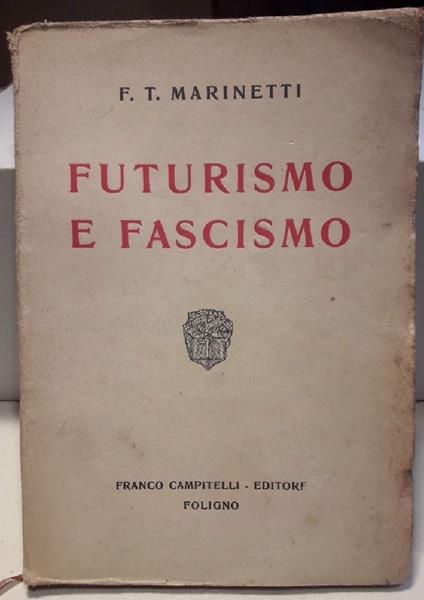 F. T. MARINETTI
FUTURISMO
E FASCISMO
FRANCO CAMPITELLI - EDITORE
FOLIGNO